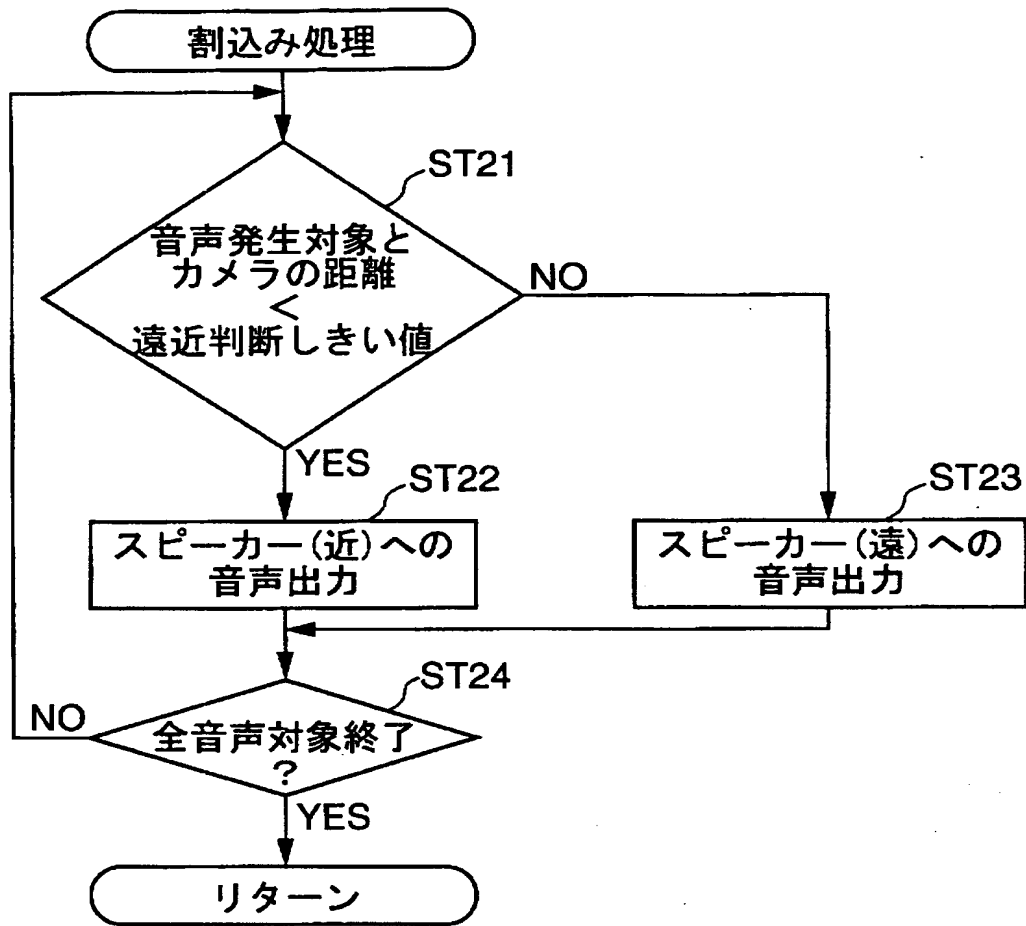 割込み処理
ST21
音声発生対象と
カメラの距離
<
遠近判断しきい値
NO
YES
ST22
スピーカー(近)への
音声出力
ST23
スピーカー(遠)への
音声出力
ST24
全音声対象終了
?
NO
YES
リターン